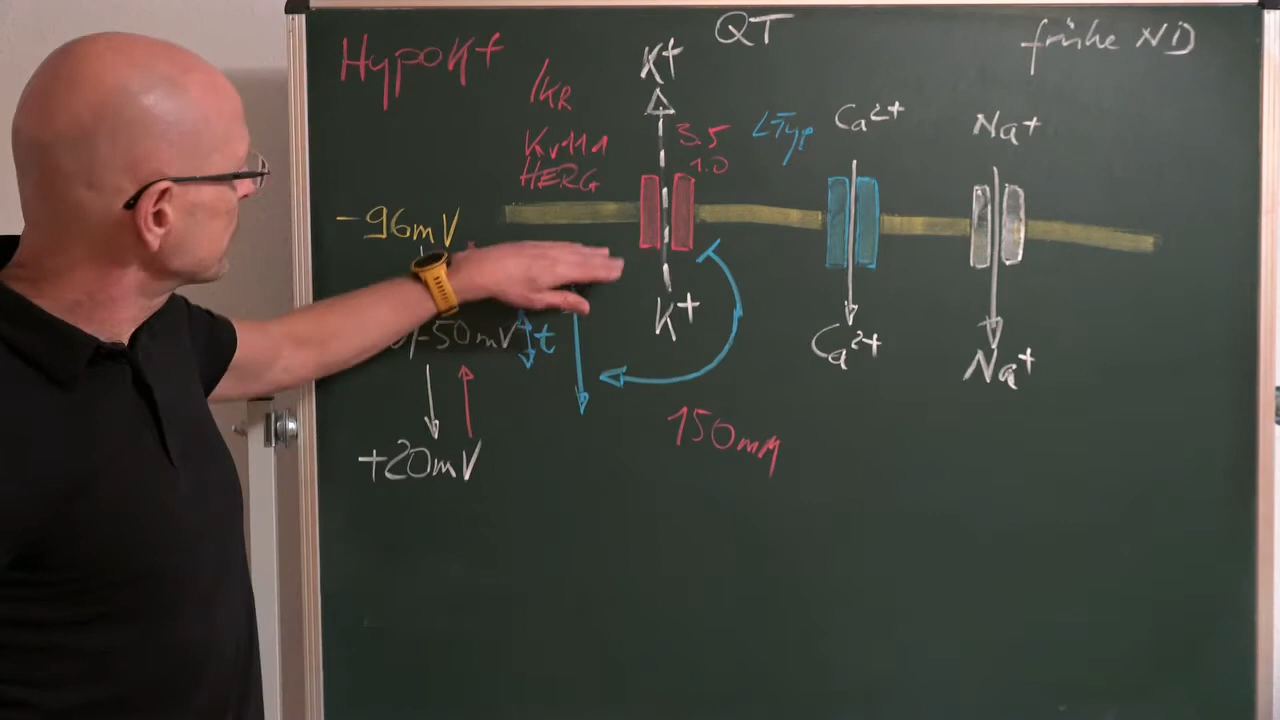 HypoK+
QT
frühe ND
IKR
Kv11.1
HERG
K+
3.5
1.0
L-Typ
Ca2+
Na+
-96mV
K+
-50mV
t
Ca2+
Na+
+20mV
150mM